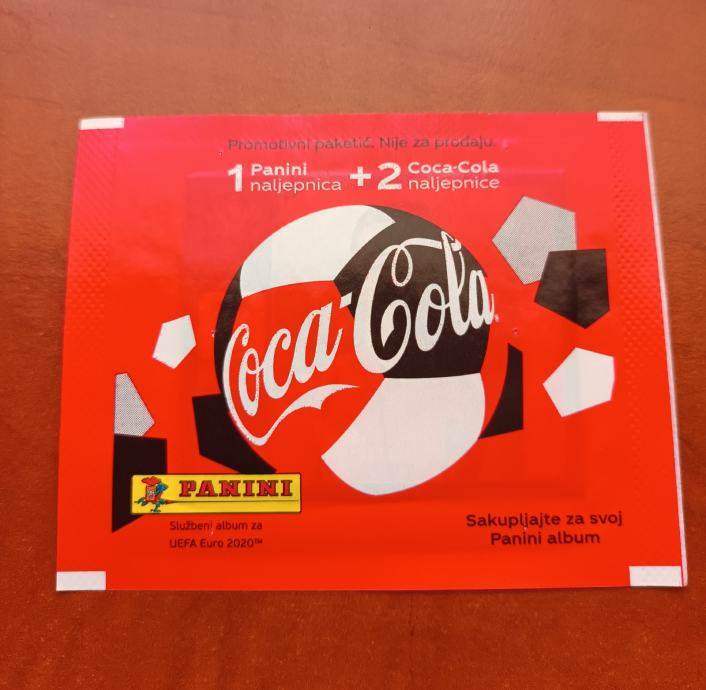 Promotivni paketić. Nije za prodaju.
1 Panini naljepnica + 2 Coca-Cola naljepnice
Coca-Cola
PANINI
Službeni album za
UEFA Euro 2020™
Sakupljajte za svoj
Panini album